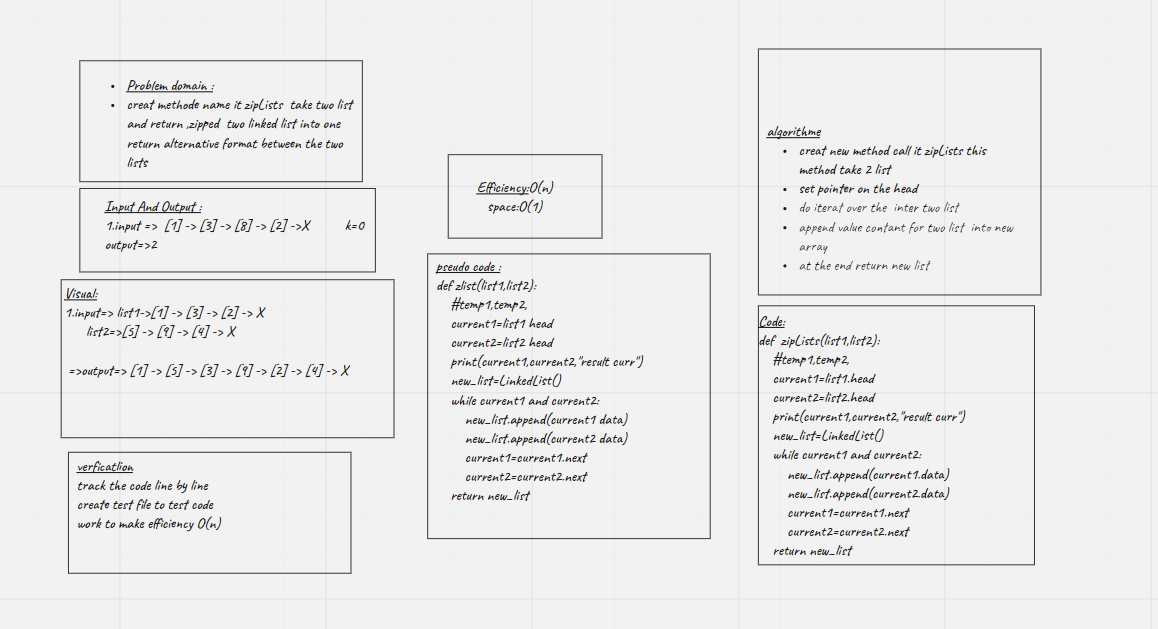 Problem domain :
creat methode name it zipLists take two list
and return ,zipped two linked list into one
return alternative format between the two
lists
Input And Output :
1.input => [1] -> [3] -> [8] -> [2] ->X k=0
output=>2
Visual:
1.input=> list1->[1] -> [3] -> [2] -> X
list2=>[5] -> [9] -> [4] -> X
=>output=> [1] -> [5] -> [3] -> [9] -> [2] -> [4] -> X
verfication
track the code line by line
create test file to test code
work to make efficiency O(n)
Efficiency:O(n)
space:O(1)
pseudo code :
def zlist(list1,list2):
#temp1,temp2,
current1=list1 head
current2=list2 head
print(current1,current2,"result curr")
new_list=LinkedList()
while current1 and current2:
new_list.append(current1 data)
new_list.append(current2 data)
current1=current1.next
current2=current2.next
return new_list
algorithme
creat new method call it zipLists this
method take 2 list
set pointer on the head
do iterat over the inter two list
append value contant for two list into new
array
at the end return new list
Code:
def zipLists(list1,list2):
#temp1,temp2,
current1=list1.head
current2=list2.head
print(current1,current2,"result curr")
new_list=LinkedList()
while current1 and current2:
new_list.append(current1.data)
new_list.append(current2.data)
current1=current1.next
current2=current2.next
return new_list